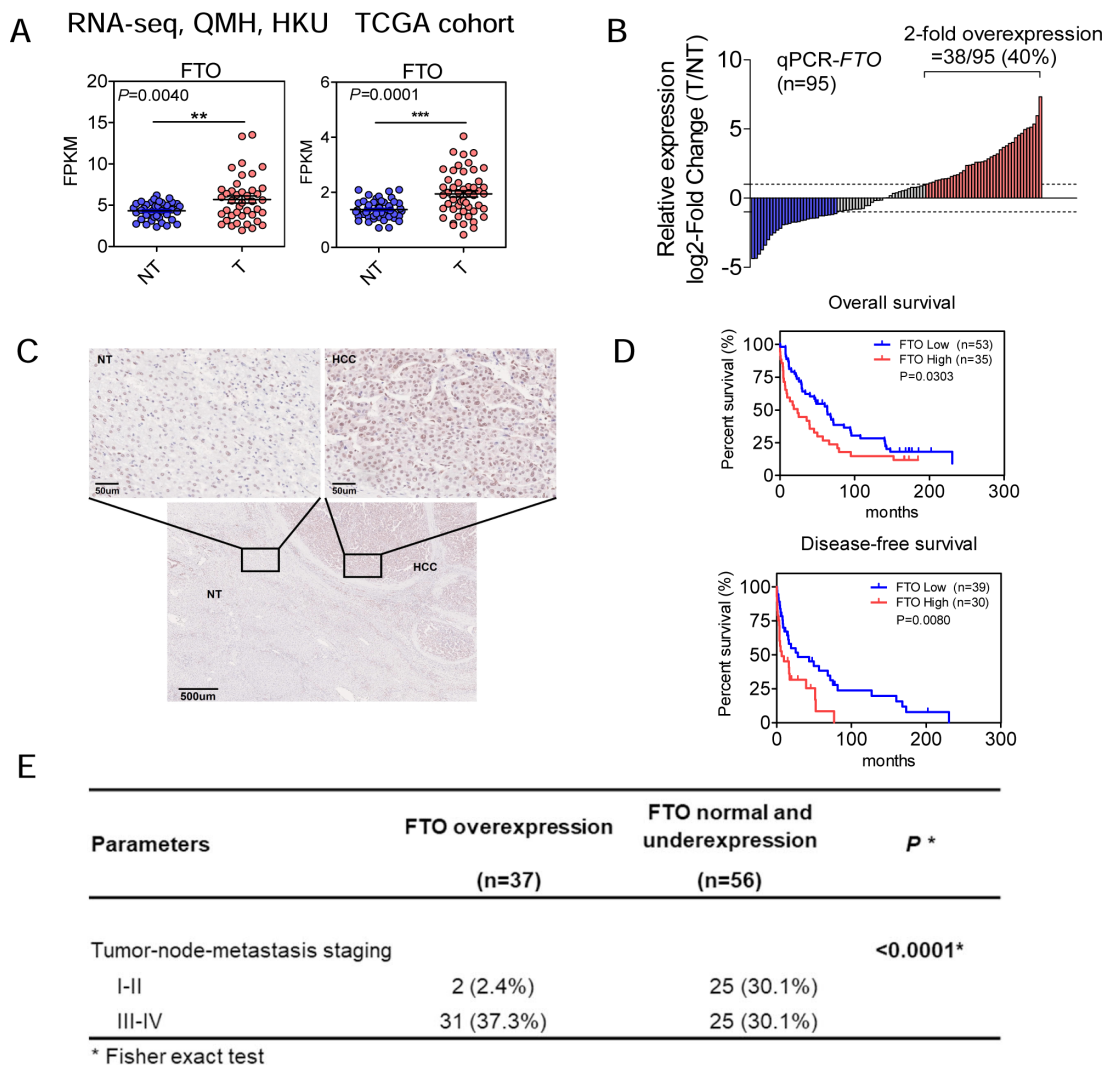 A
RNA-seq, QMH, HKU
TCGA cohort
FTO
P=0.0040
**
FPKM
20
15
10
5
0
NT
T
FTO
P=0.0001
***
FPKM
6
4
2
0
NT
T
B
Relative expression
log2-Fold Change (T/NT)
10
5
0
0
-5
qPCR-FTO
(n=95)
2-fold overexpression
=38/95 (40%)
C
NT
50um
HCC
50um
NT
HCC
500um
D
Overall survival
Percent survival (%)
100
75
50
25
0
FTO Low (n=53)
FTO High (n=35)
P=0.0303
0
100
200
300
months
Disease-free survival
Percent survival (%)
100
75
50
25
0
FTO Low (n=39)
FTO High (n=30)
P=0.0080
0
100
200
300
months
E
Parameters
FTO overexpression
(n=37)
FTO normal and
underexpression
(n=56)
P *
Tumor-node-metastasis staging
<0.0001*
I-II
2 (2.4%)
25 (30.1%)
III-IV
31 (37.3%)
25 (30.1%)
* Fisher exact test